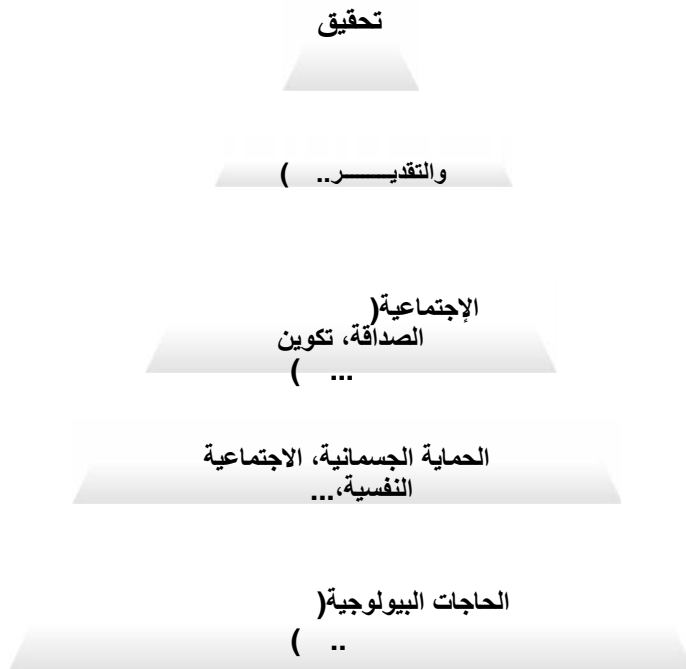 تحقيق
والتقديـــــــر.. )
الإجتماعية(
الصداقة، تكوين
... )
الحماية الجسمانية، الاجتماعية
النفسية،...
الحاجات البيولوجية(
.. )